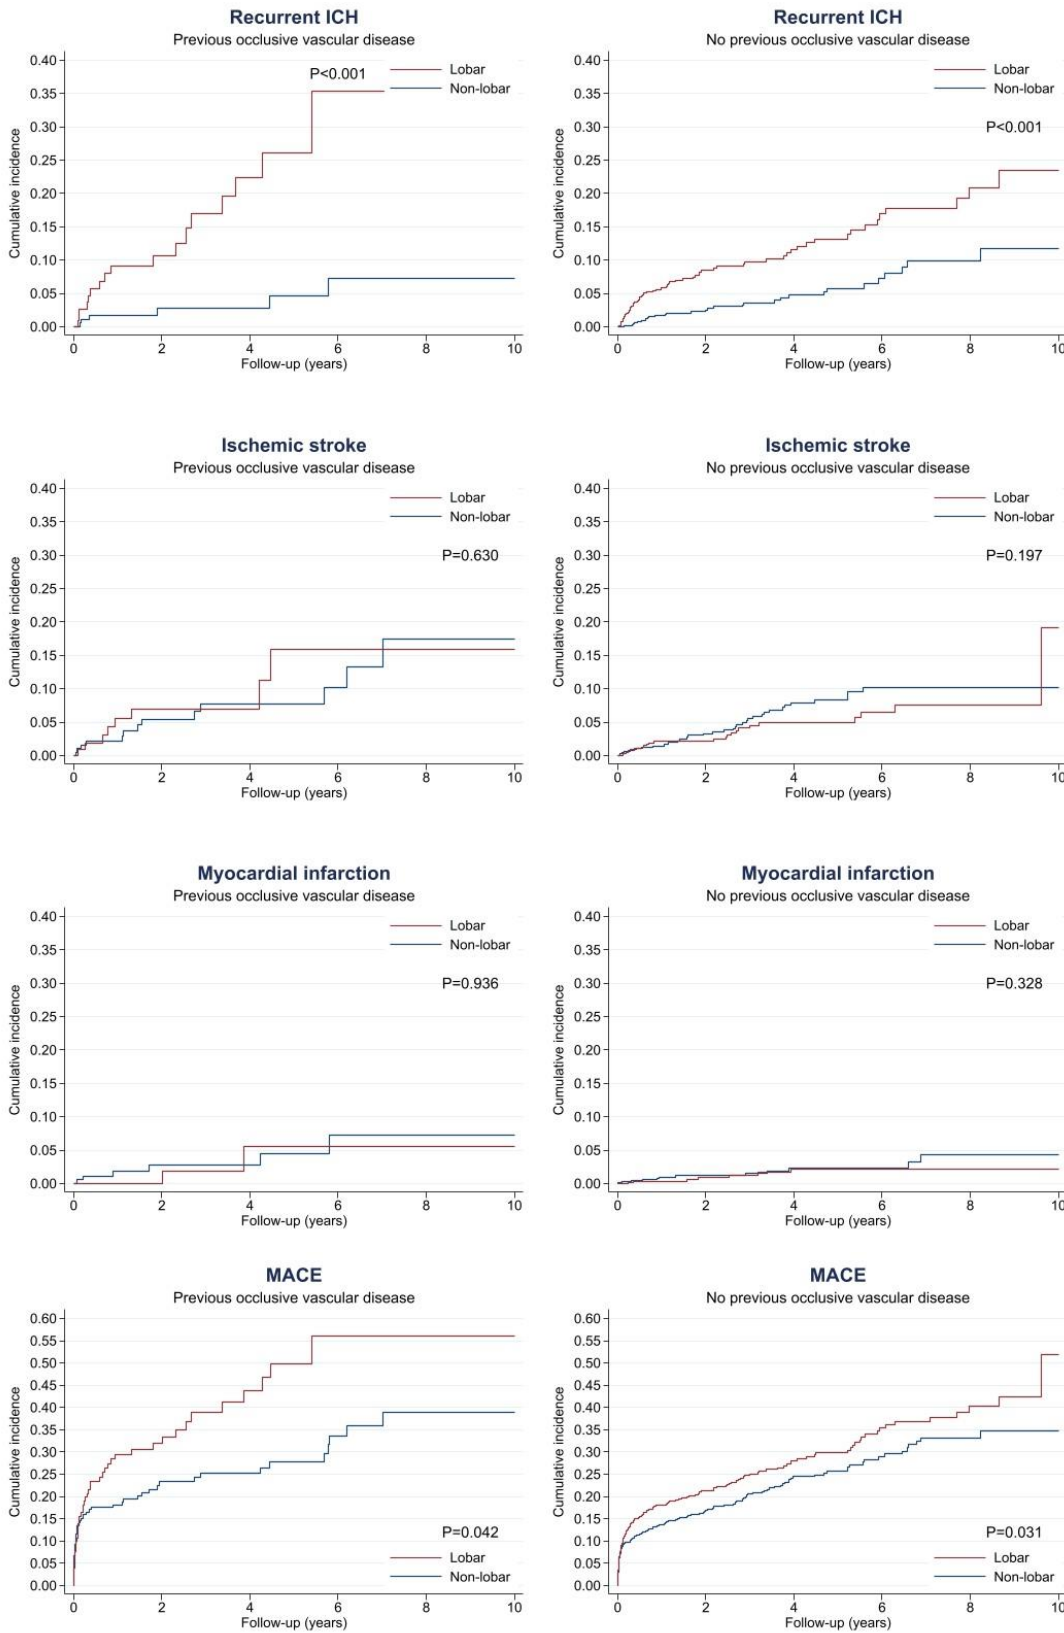 Recurrent ICH
Previous occlusive vascular disease
0.40
0.35
0.30
0.25
0.20
0.15
0.10
0.05
0.00
Cumulative incidence
P<0.001
Lobar
Non-lobar
0 2 4 6 8 10
Follow-up (years)
Recurrent ICH
No previous occlusive vascular disease
0.40
0.35
0.30
0.25
0.20
0.15
0.10
0.05
0.00
Cumulative incidence
Lobar
Non-lobar
P<0.001
0 2 4 6 8 10
Follow-up (years)
Ischemic stroke
Previous occlusive vascular disease
0.40
0.35
0.30
0.25
0.20
0.15
0.10
0.05
0.00
Cumulative incidence
Lobar
Non-lobar
P=0.630
0 2 4 6 8 10
Follow-up (years)
Ischemic stroke
No previous occlusive vascular disease
0.40
0.35
0.30
0.25
0.20
0.15
0.10
0.05
0.00
Cumulative incidence
Lobar
Non-lobar
P=0.197
0 2 4 6 8 10
Follow-up (years)
Myocardial infarction
Previous occlusive vascular disease
0.40
0.35
0.30
0.25
0.20
0.15
0.10
0.05
0.00
Cumulative incidence
Lobar
Non-lobar
P=0.936
0 2 4 6 8 10
Follow-up (years)
Myocardial infarction
No previous occlusive vascular disease
0.40
0.35
0.30
0.25
0.20
0.15
0.10
0.05
0.00
Cumulative incidence
Lobar
Non-lobar
P=0.328
0 2 4 6 8 10
Follow-up (years)
MACE
Previous occlusive vascular disease
0.60
0.55
0.50
0.45
0.40
0.35
0.30
0.25
0.20
0.15
0.10
0.05
0.00
Cumulative incidence
P=0.042
Lobar
Non-lobar
0 2 4 6 8 10
Follow-up (years)
MACE
No previous occlusive vascular disease
0.60
0.55
0.50
0.45
0.40
0.35
0.30
0.25
0.20
0.15
0.10
0.05
0.00
Cumulative incidence
P=0.031
Lobar
Non-lobar
0 2 4 6 8 10
Follow-up (years)